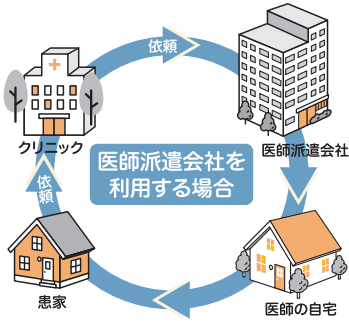 依頼
クリニック
医師派遣会社
医師派遣会社を
利用する場合
依頼
患家
医師の自宅